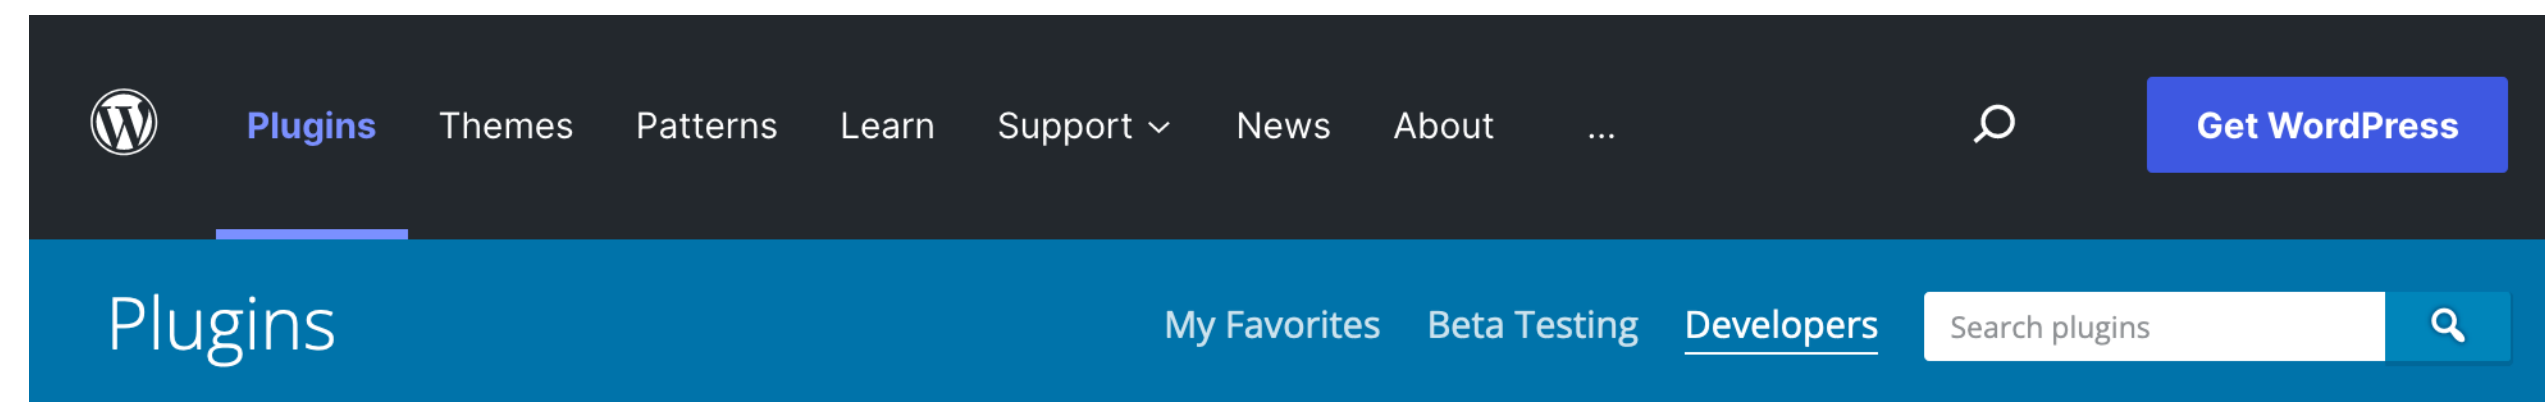 Plugins Themes Patterns Learn Support News About ... Get WordPress
Plugins My Favorites Beta Testing Developers Search plugins